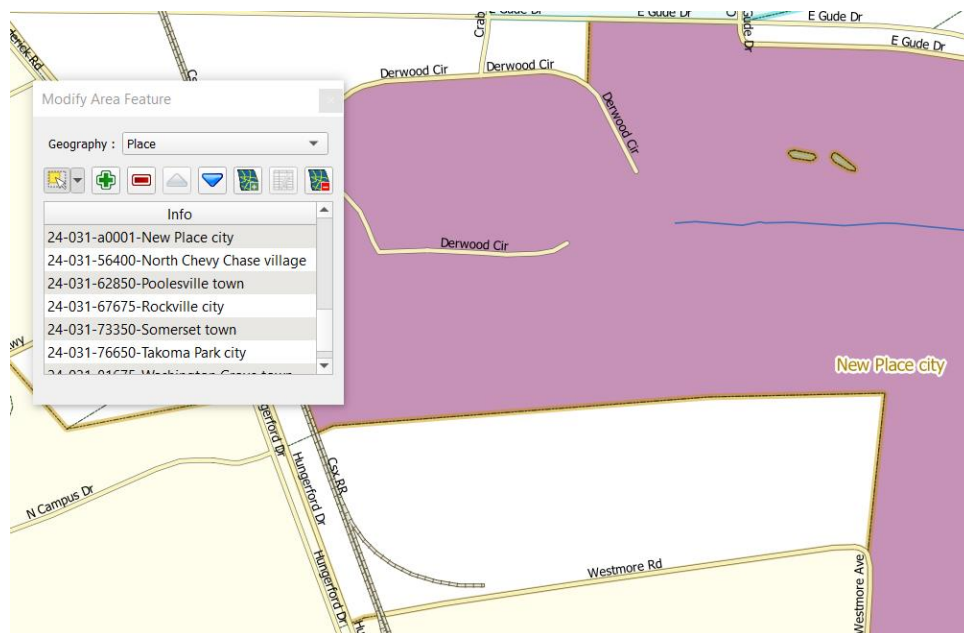 E Gude Dr
E Gude Dr
E Gude Dr
Gude Dr
Crab
Derwood Cir
Derwood Cir
Derwood Cir
Modify Area Feature
Geography :
Place
Info
24-031-a0001-New Place city
24-031-56400-North Chevy Chase village
24-031-62850-Poolesville town
24-031-67675-Rockville city
24-031-73350-Somerset town
24-031-76650-Takoma Park city
Derwood Cir
New Place city
Hungerford Dr
Hungerford Dr
Csx RR
N Campus Dr
Hungerford Dr
Westmore Rd
Westmore Ave